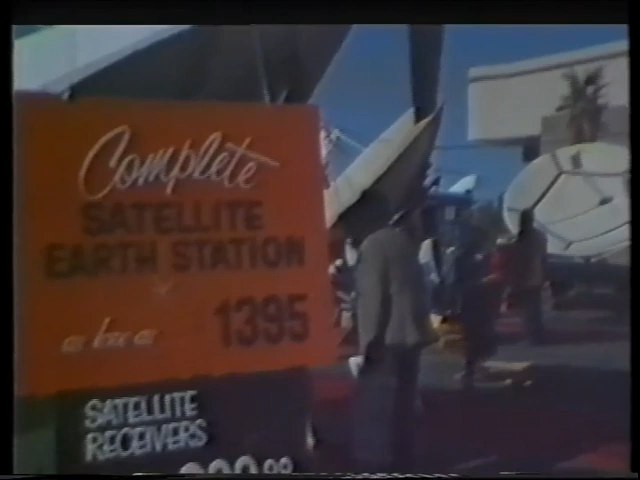 Complete
SATELLITE
EARTH STATION
as low as 1395
SATELLITE
RECEIVERS